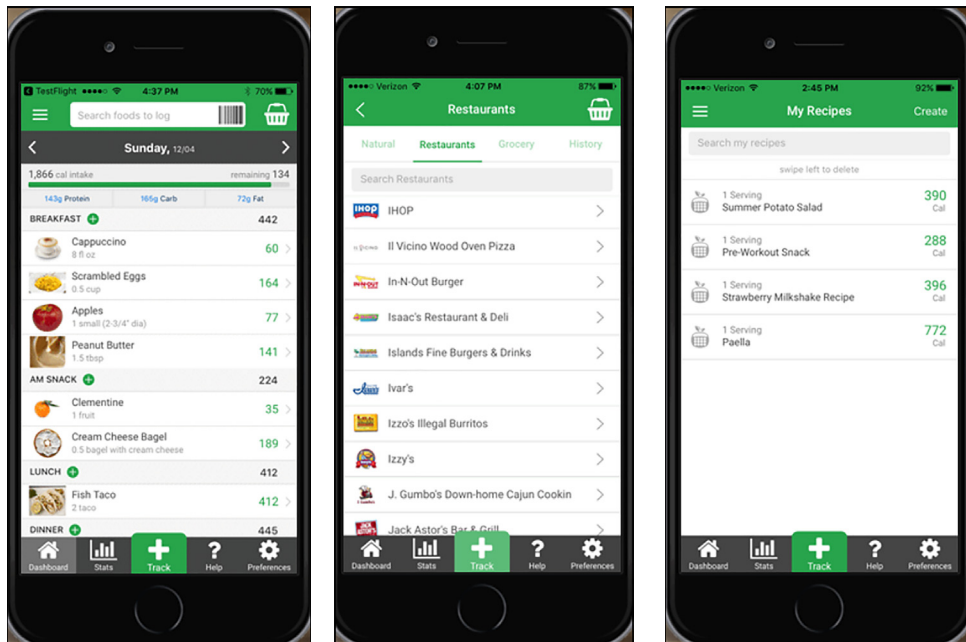 TestFlight 4:37 PM 70%
Search foods to log
Sunday, 12/04
1,866 cal intake remaining 134
143g Protein 165g Carb 72g Fat
BREAKFAST 442
Cappuccino
8 fl oz
60
Scrambled Eggs
0.5 cup
164
Apples
1 small (2-3/4" dia)
77
Peanut Butter
1.5 tbsp
141
AM SNACK 224
Clementine
1 fruit
35
Cream Cheese Bagel
0.5 bagel with cream cheese
189
LUNCH 412
Fish Taco
2 taco
412
DINNER 445
Dashboard Stats Track Help Preferences
Verizon 4:07 PM 87%
Restaurants
Natural Restaurants Grocery History
Search Restaurants
IHOP IHOP
Il Vicino Wood Oven Pizza
IN-N-OUT In-N-Out Burger
Isaac's Restaurant & Deli
Islands Fine Burgers & Drinks
Ivar's
Izzo's Illegal Burritos
Izzy's
J. Gumbo's Down-home Cajun Cookin
JACK ASTOR'S Jack Astor's Bar & Grill
Dashboard Stats Track Help Preferences
Verizon 2:45 PM 92%
My Recipes Create
Search my recipes
swipe left to delete
1 Serving
Summer Potato Salad
390
Cal
1 Serving
Pre-Workout Snack
288
Cal
1 Serving
Strawberry Milkshake Recipe
396
Cal
1 Serving
Paella
772
Cal
Dashboard Stats Track Help Preferences